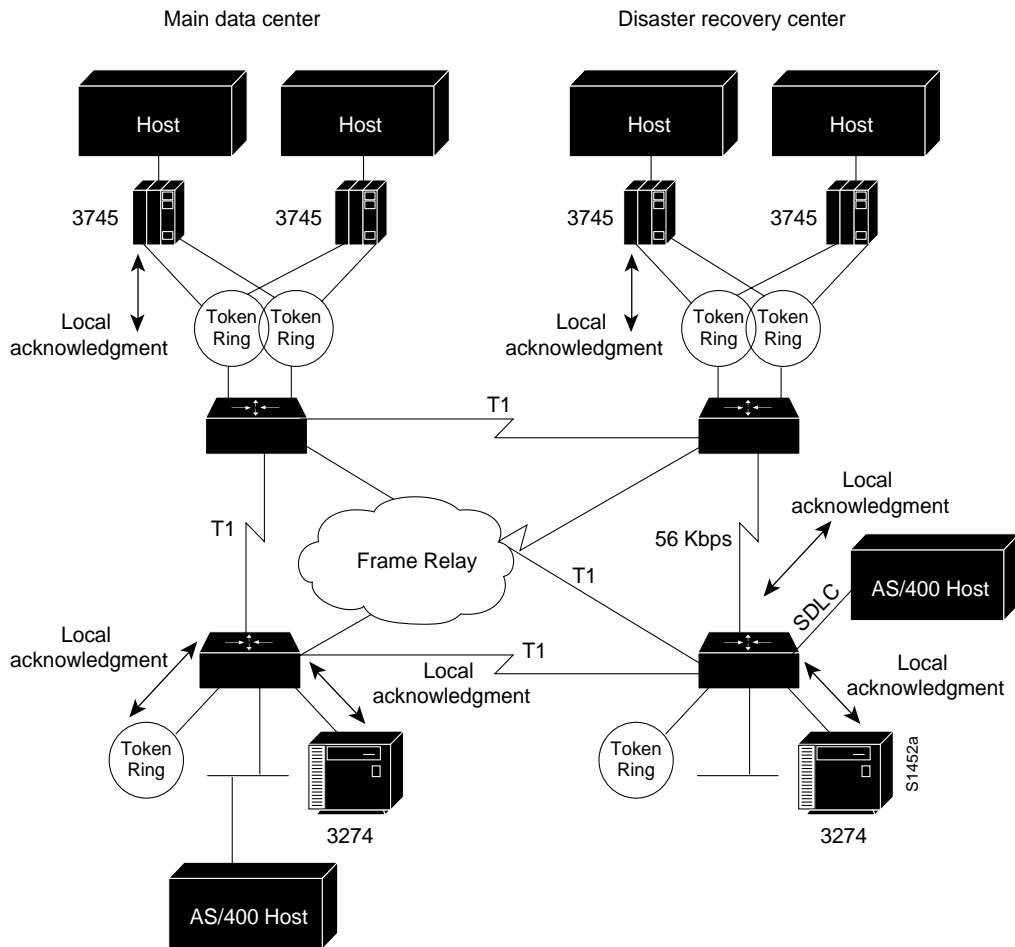 Main data center
Disaster recovery center
Host
Host
Host
Host
3745
3745
3745
3745
Local
acknowledgment
Token
Ring
Token
Ring
Local
acknowledgment
Token
Ring
Token
Ring
T1
T1
Frame Relay
T1
56 Kbps
Local
acknowledgment
SDLC
AS/400 Host
Local
acknowledgment
T1
Local
acknowledgment
Local
acknowledgment
Token
Ring
3274
Token
Ring
3274
S1452a
AS/400 Host